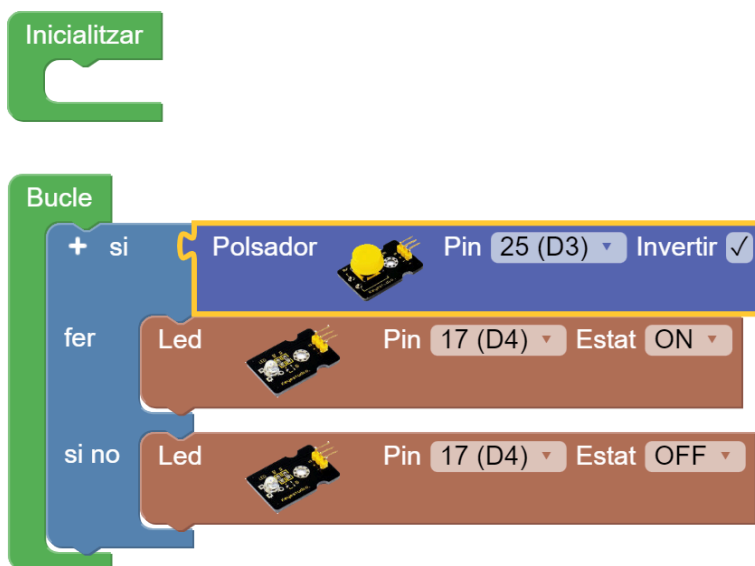 Inicialitzar
Bucle
+ si Polsador Pin 25 (D3) Invertir ✓
fer Led Pin 17 (D4) Estat ON
si no Led Pin 17 (D4) Estat OFF